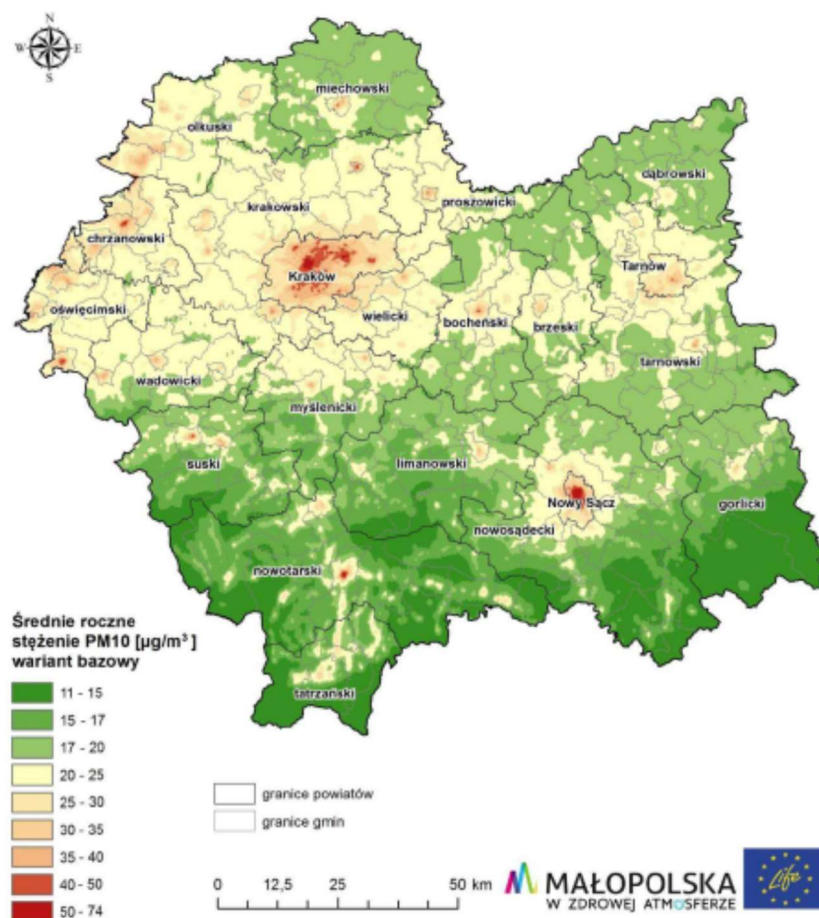 N
W E
S
miechowski
olkuski
dąbrowski
krakowski
proszowicki
chrzanowski
Tarnów
Kraków
oświęcimski
wielicki
bocheński
brzeski
tarnowski
wadowicki
myślenicki
suski
limanowski
Nowy Sącz
gorlicki
nowosądecki
nowotarski
tatrzański
Średnie roczne
stężenie PM10 [µg/m³]
wariant bazowy
11 - 15
15 - 17
17 - 20
20 - 25
25 - 30
30 - 35
35 - 40
40 - 50
50 - 74
granice powiatów
granice gmin
0 12,5 25 50 km
MAŁOPOLSKA
W ZDROWEJ ATMOSFERZE
Life